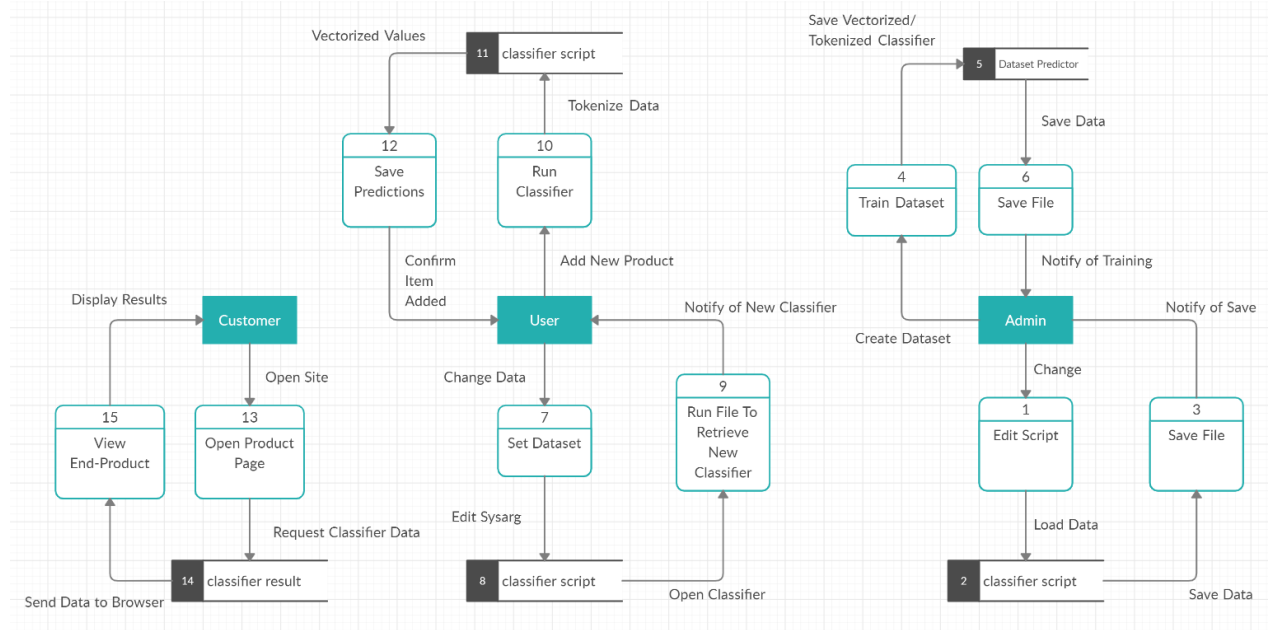 Save Vectorized/
Tokenized Classifier
Vectorized Values
11 classifier script
5 Dataset Predictor
Tokenize Data
Save Data
12
Save
Predictions
10
Run
Classifier
4
Train Dataset
6
Save File
Confirm
Item
Added
Add New Product
Notify of Training
Display Results
Customer
User
Notify of New Classifier
Admin
Notify of Save
Create Dataset
Open Site
Change Data
Change
15
View
End-Product
13
Open Product
Page
7
Set Dataset
9
Run File To
Retrieve
New
Classifier
1
Edit Script
3
Save File
Request Classifier Data
Edit Sysarg
Load Data
14 classifier result
8 classifier script
2 classifier script
Send Data to Browser
Open Classifier
Save Data